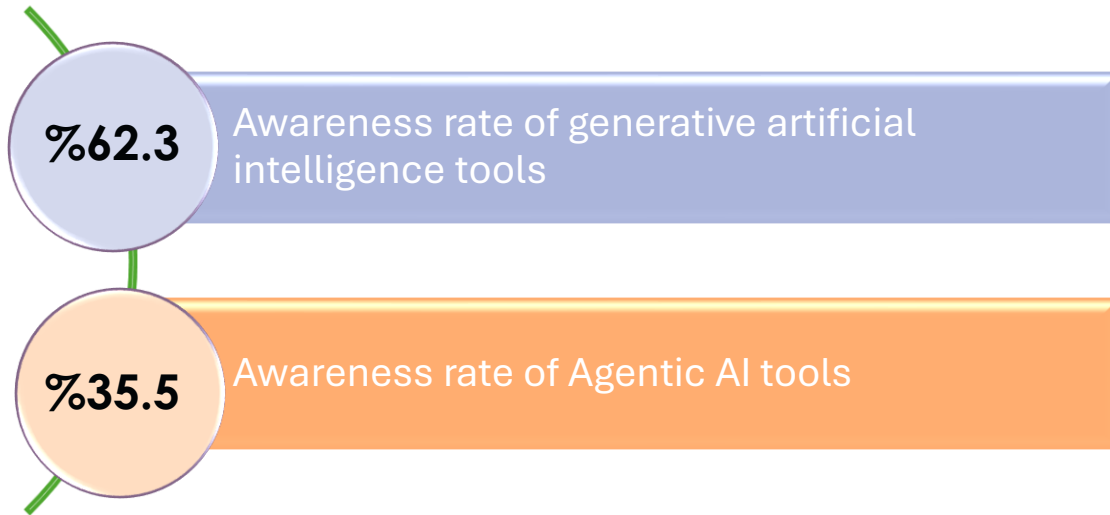 %62.3
Awareness rate of generative artificial
intelligence tools
%35.5
Awareness rate of Agentic AI tools